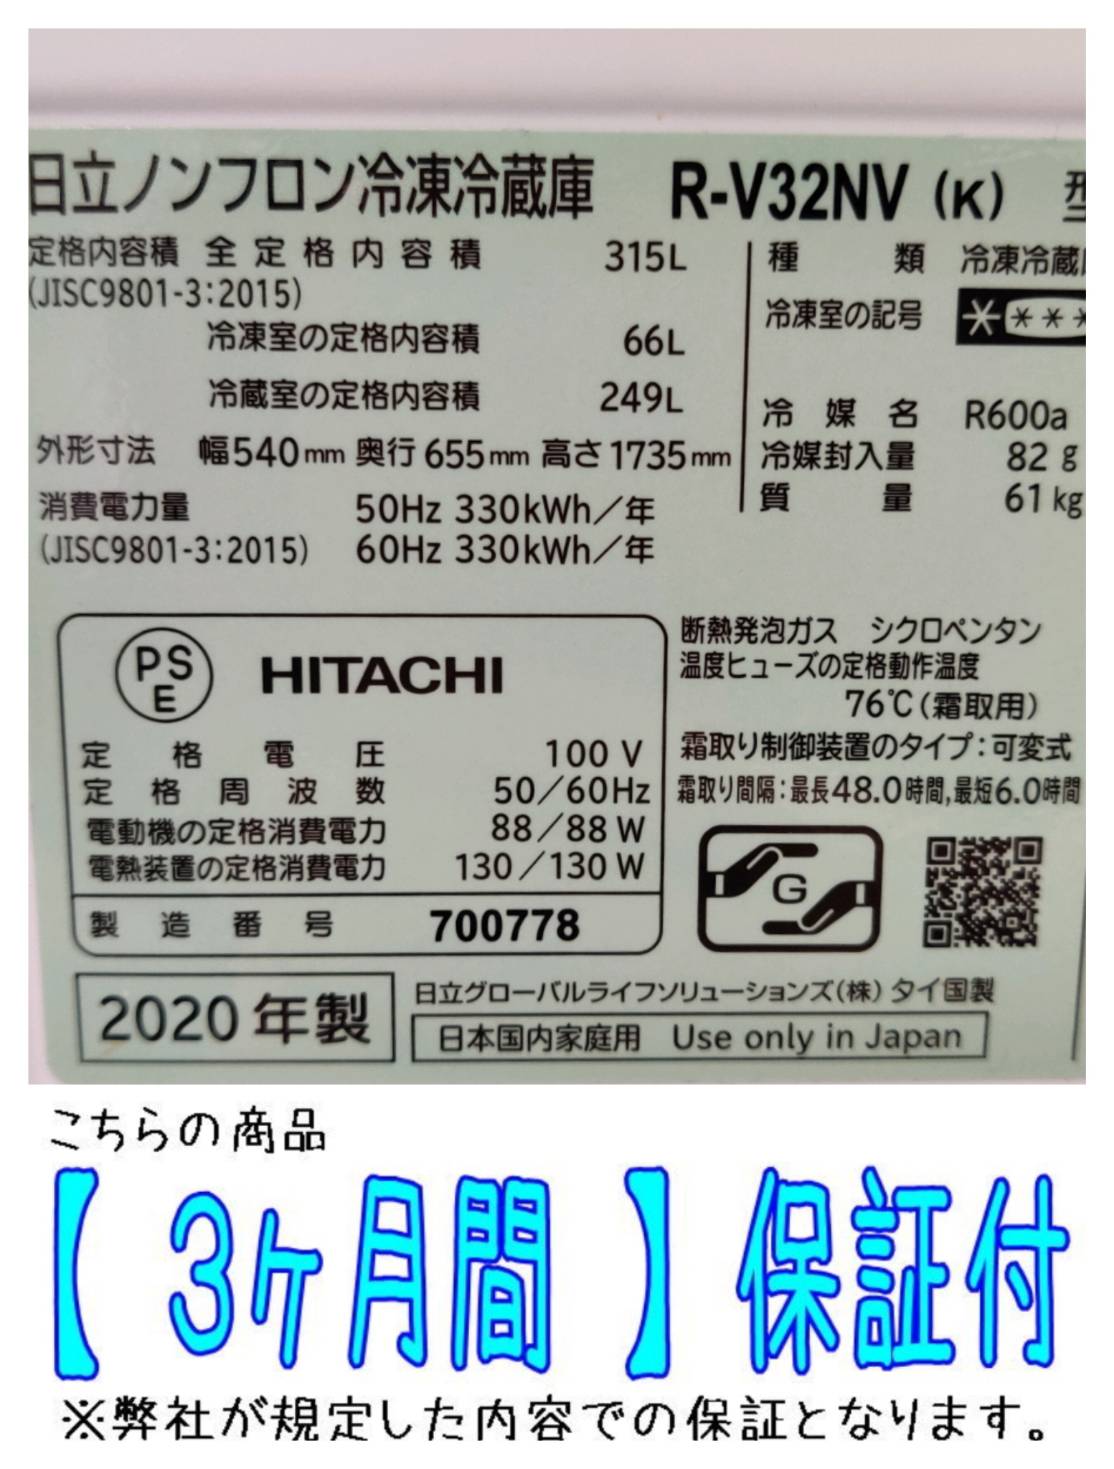 日立ノンフロン冷凍冷蔵庫 R-V32NV (K)
定格内容積 全定格内容積 315L
(JISC9801-3:2015)
冷凍室の定格内容積 66L
冷蔵室の定格内容積 249L
外形寸法 幅540mm 奥行655mm 高さ1735mm
消費電力量 50Hz 330kWh/年
(JISC9801-3:2015) 60Hz 330kWh/年
種類 冷凍冷蔵
冷凍室の記号
冷媒名 R600a
冷媒封入量 82g
質量 61kg
PSE HITACHI
定格電圧 100V
定格周波数 50/60Hz
電動機の定格消費電力 88/88W
電熱装置の定格消費電力 130/130W
製造番号 700778
断熱発泡ガス シクロペンタン
温度ヒューズの定格動作温度
76℃(霜取用)
霜取り制御装置のタイプ:可変式
霜取り間隔:最長48.0時間,最短6.0時間
G
2020年製
日立グローバルライフソリューションズ(株) タイ国製
日本国内家庭用 Use only in Japan
こちらの商品
【 3ケ月間 】保証付
※弊社が規定した内容での保証となります。